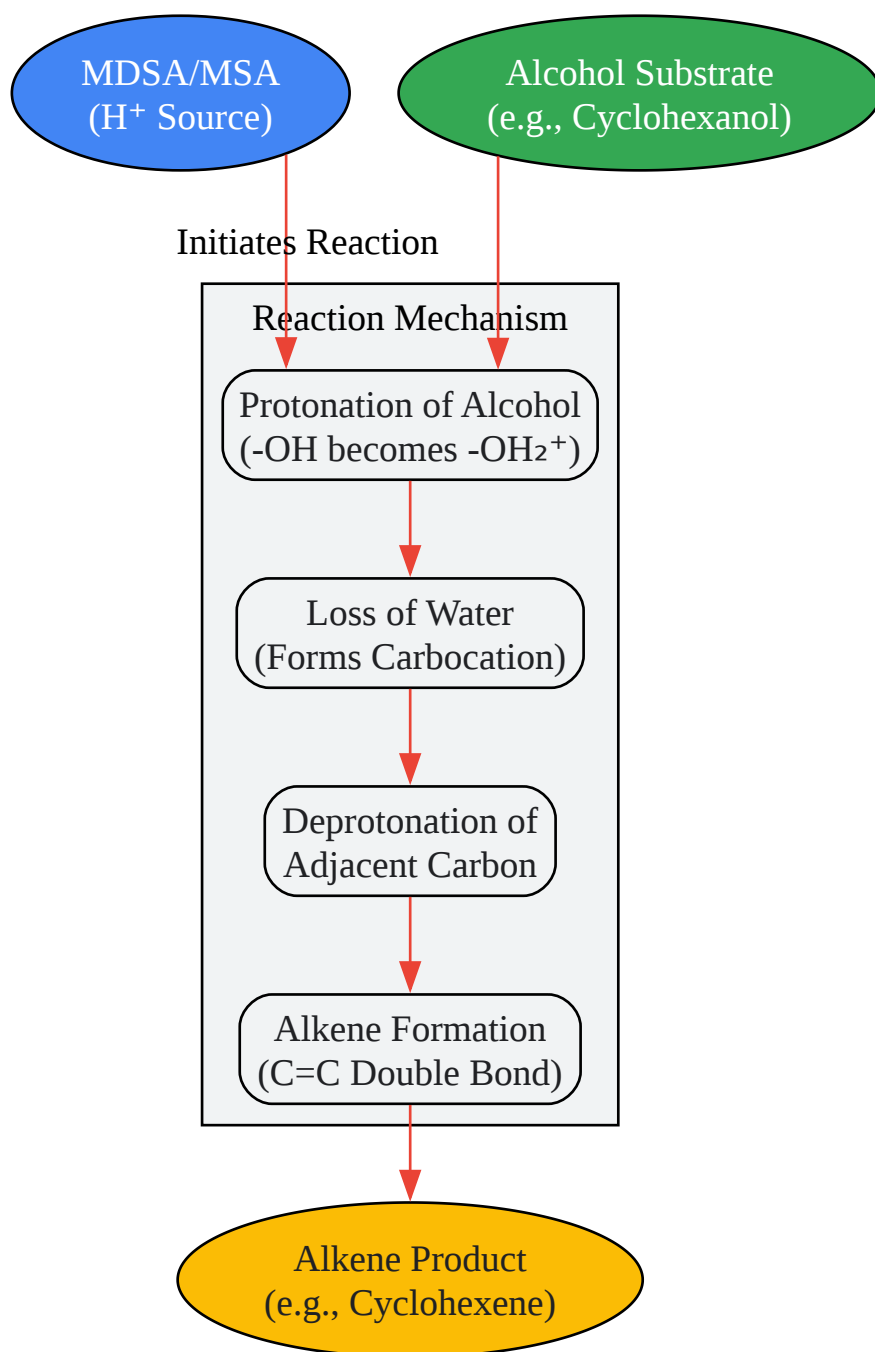 MDSA/MSA
(H⁺ Source)
Alcohol Substrate
(e.g., Cyclohexanol)
Initiates Reaction
Reaction Mechanism
Protonation of Alcohol
(-OH becomes -OH₂⁺)
Loss of Water
(Forms Carbocation)
Deprotonation of
Adjacent Carbon
Alkene Formation
(C=C Double Bond)
Alkene Product
(e.g., Cyclohexene)